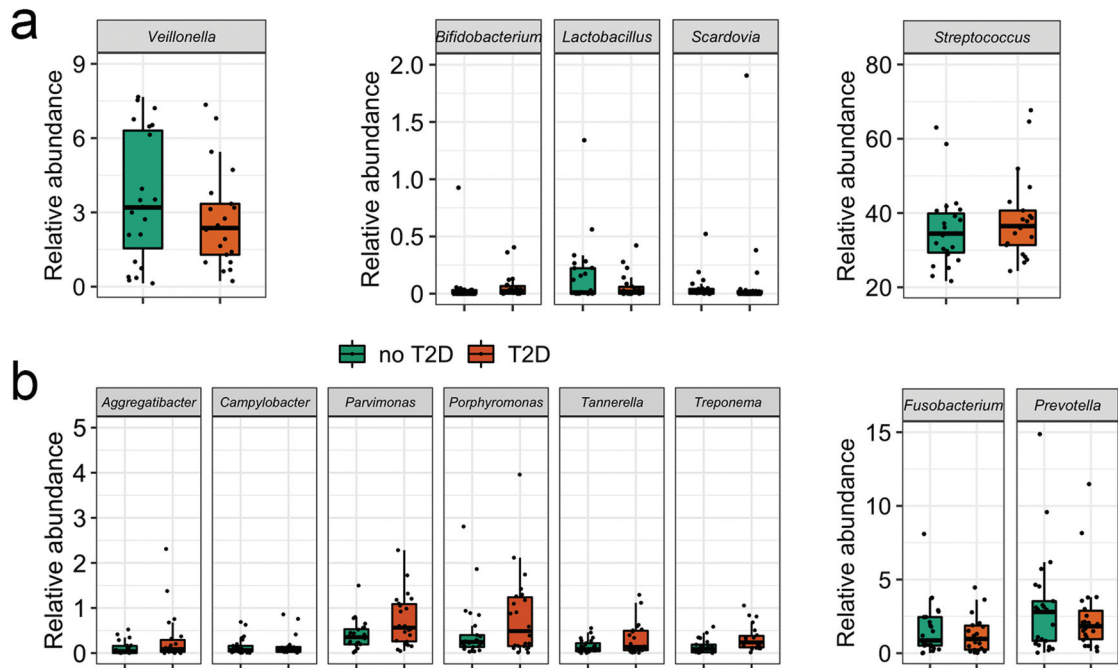 a
Veillonella
Bifidobacterium Lactobacillus Scardovia
Streptococcus
Relative abundance
9
6
3
0
Relative abundance
2.0
1.5
1.0
0.5
0
Relative abundance
80
60
40
20
no T2D T2D
b
Aggregatibacter Campylobacter Parvimonas Porphyromonas Tannerella Treponema
Fusobacterium Prevotella
Relative abundance
5
4
3
2
1
0
Relative abundance
15
10
5
0